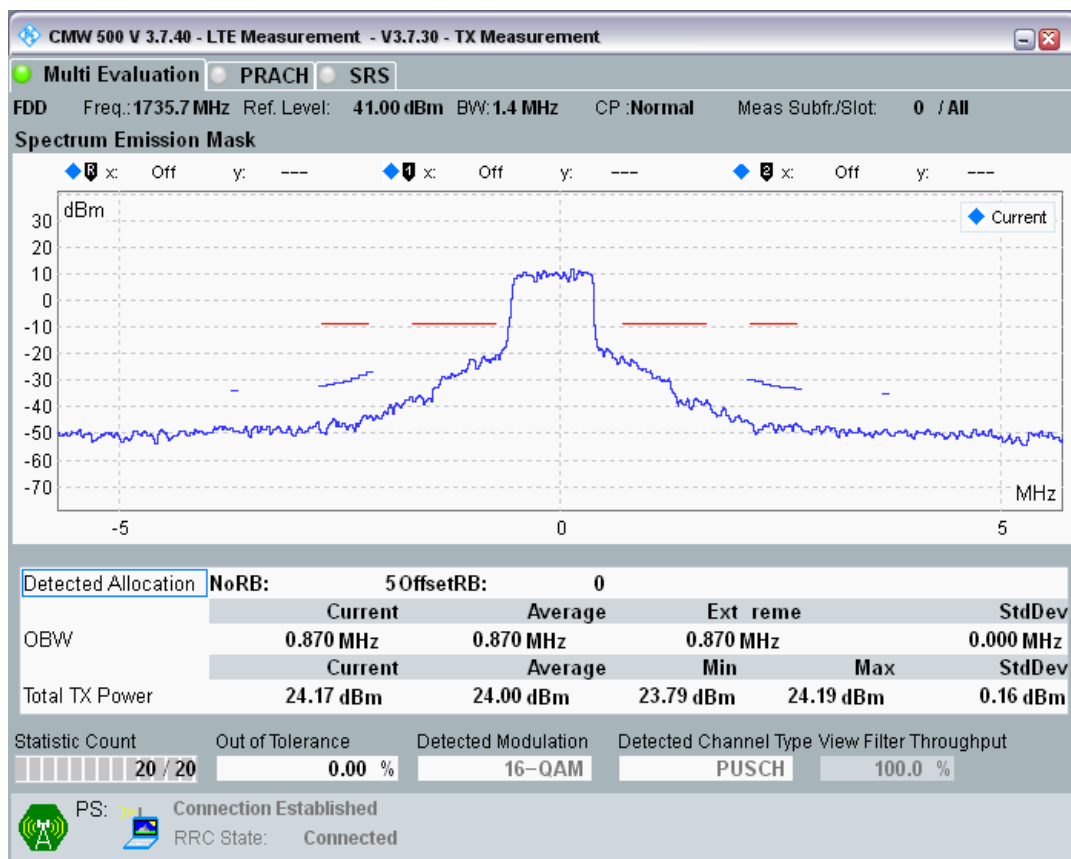 CMW 500 V 3.7.40 - LTE Measurement - V3.7.30 - TX Measurement
Multi Evaluation PRACH SRS
FDD Freq.: 1735.7 MHz Ref. Level: 41.00 dBm BW: 1.4 MHz CP :Normal Meas Subfr./Slot: 0 / All
Spectrum Emission Mask
R x: Off y: --- 1 x: Off y: --- 2 x: Off y: ---
dBm
Current
30
20
10
0
-10
-20
-30
-40
-50
-60
-70
MHz
-5 0 5
Detected Allocation NoRB: 5 OffsetRB: 0
Current Average Ext reme StdDev
OBW 0.870 MHz 0.870 MHz 0.870 MHz 0.000 MHz
Current Average Min Max StdDev
Total TX Power 24.17 dBm 24.00 dBm 23.79 dBm 24.19 dBm 0.16 dBm
Statistic Count Out of Tolerance Detected Modulation Detected Channel Type View Filter Throughput
20 / 20 0.00 % 16-QAM PUSCH 100.0 %
PS: Connection Established
RRC State: Connected